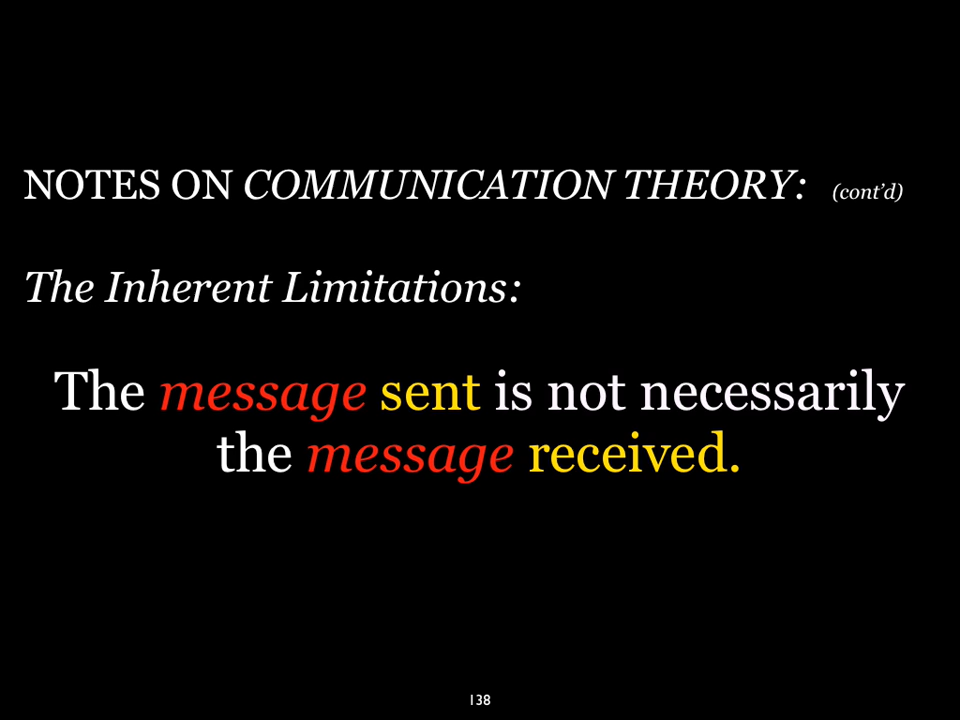 NOTES ON COMMUNICATION THEORY: (cont’d)
The Inherent Limitations:
The message sent is not necessarily
the message received.
138